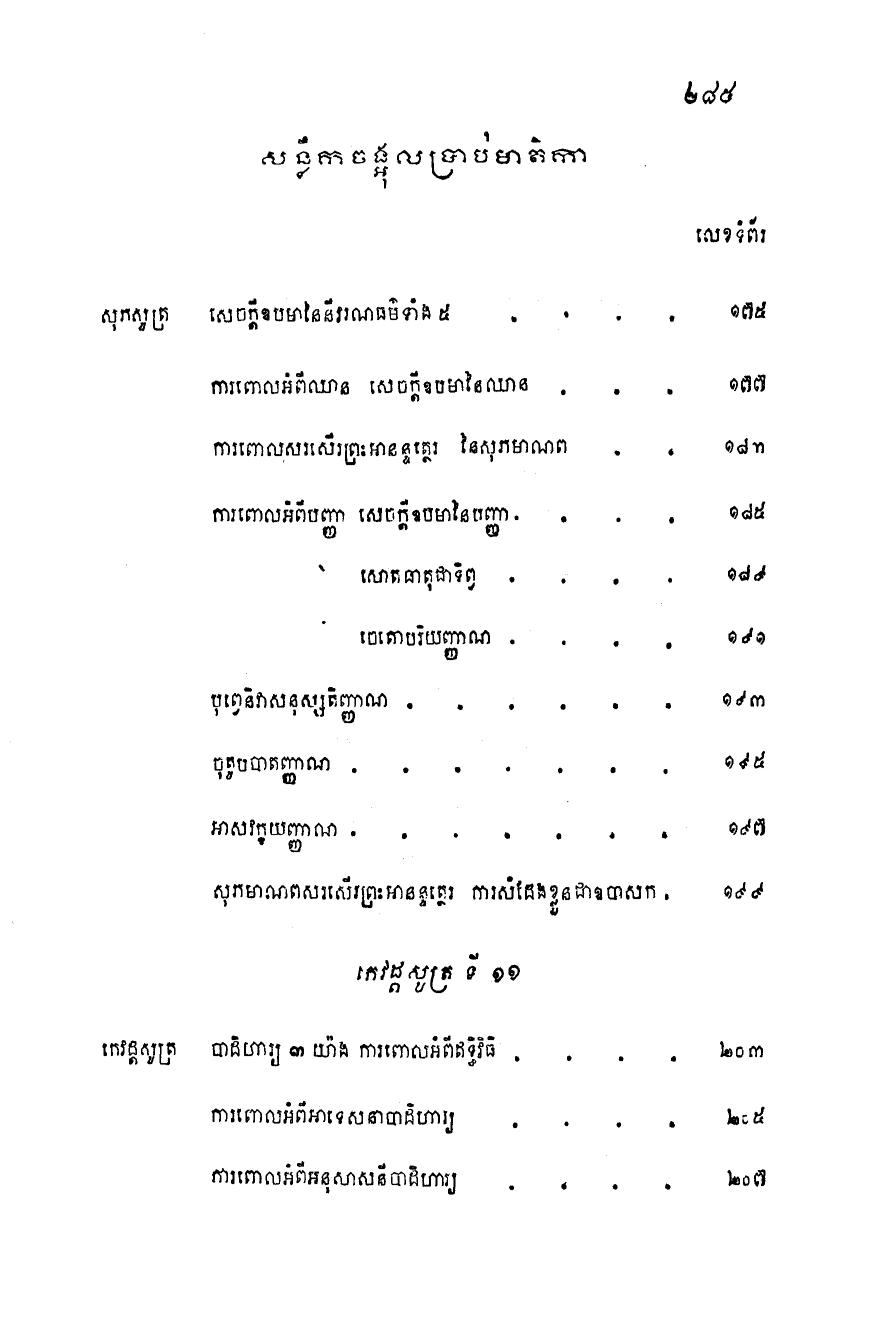 ២៨៥
សន្លឹកចង្អុលប្រាប់មាតិកា
លេខទំព័រ
សុភសូត្រ សេចក្តីឧបមានៃនីវរណធម៌ទាំង ៥ . . . . ១៧៥
ការពោលអំពីឈាន សេចក្តីឧបមានៃឈាន . . . ១៧៧
ការពោលសរសើរព្រះអានន្ទត្ថេរ នៃសុភមាណព . . ១៨៣
ការពោលអំពីបញ្ញា សេចក្តីឧបមានៃបញ្ញា . . . . ១៨៥
សោតធាតុជាទិព្វ . . . . ១៨៩
ចេតោបរិយញ្ញាណ . . . . ១៩១
បុព្វេនិវាសនុស្សតិញ្ញាណ . . . . . . ១៩៣
ចុតូបបាតញ្ញាណ . . . . . . . ១៩៥
អាសវក្ខយញ្ញាណ . . . . . . . ១៩៧
សុភមាណពសរសើរព្រះអានន្ទត្ថេរ ការសំដែងខ្លួនជាឧបាសក . ១៩៩
កេវដ្តសូត្រ ទី ១១
កេវដ្តសូត្រ បាដិហារ្យ ៣ យ៉ាង ការពោលអំពីឥទ្ធិវិធី . . . . ២០៣
ការពោលអំពីអាទេសនាបាដិហារ្យ . . . . ២០៥
ការពោលអំពីអនុសាសនីបាដិហារ្យ . . . . ២០៧